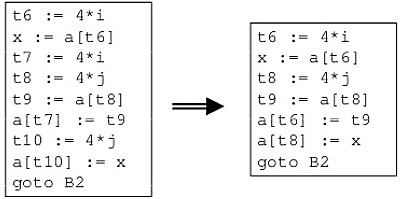 t6 := 4*i
x := a[t6]
t7 := 4*i
t8 := 4*j
t9 := a[t8]
a[t7] := t9
t10 := 4*j
a[t10] := x
goto B2
t6 := 4*i
x := a[t6]
t8 := 4*j
t9 := a[t8]
a[t6] := t9
a[t8] := x
goto B2